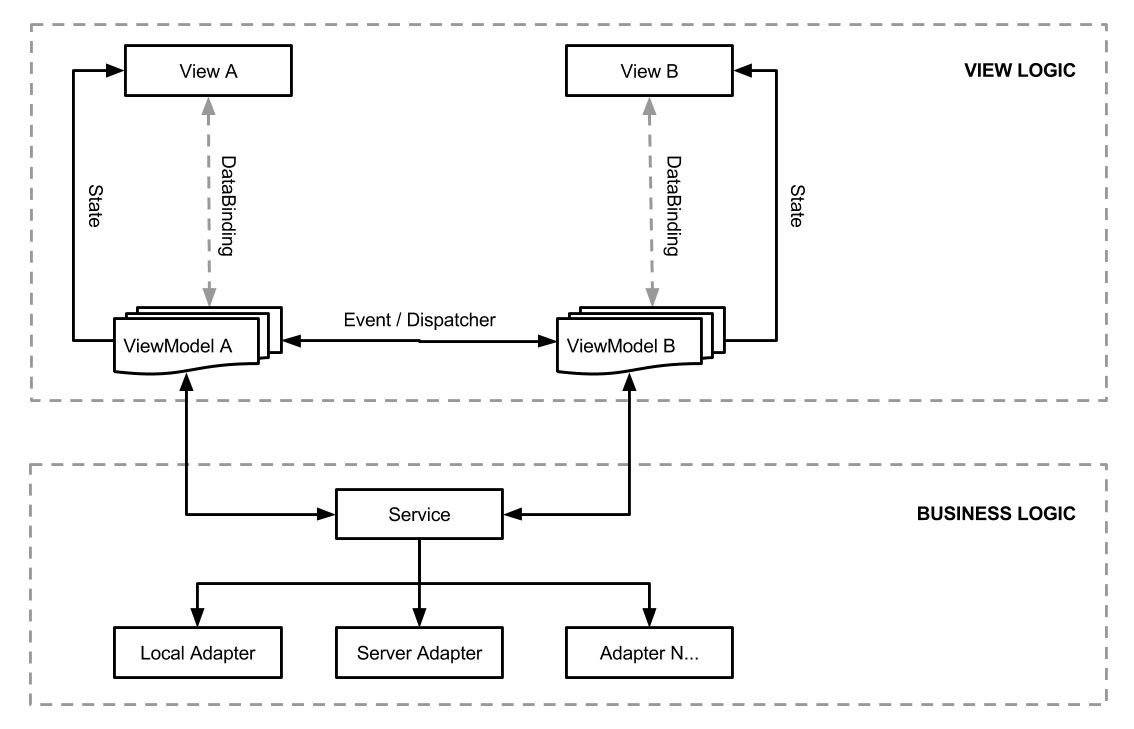 View A
View B
VIEW LOGIC
State
DataBinding
DataBinding
State
Event / Dispatcher
ViewModel A
ViewModel B
Service
BUSINESS LOGIC
Local Adapter
Server Adapter
Adapter N...